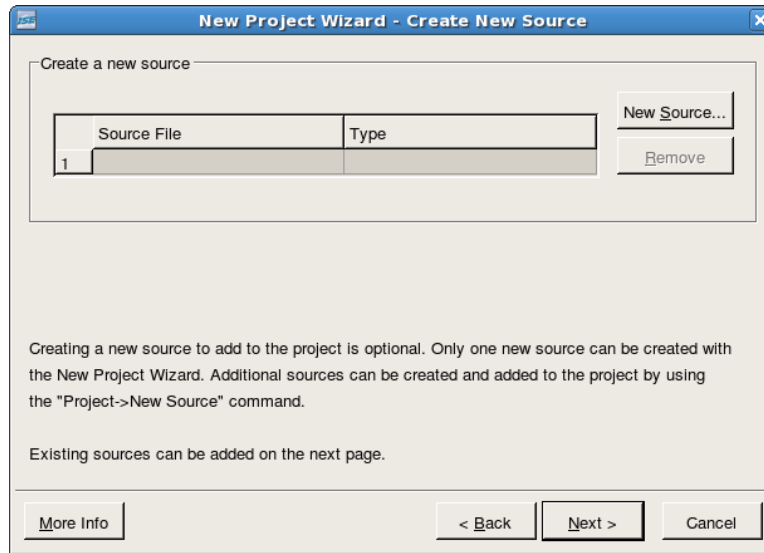 ISE
New Project Wizard - Create New Source
Create a new source
Source File
Type
New Source...
1
Remove
Creating a new source to add to the project is optional. Only one new source can be created with
the New Project Wizard. Additional sources can be created and added to the project by using
the "Project->New Source" command.
Existing sources can be added on the next page.
More Info
< Back
Next >
Cancel